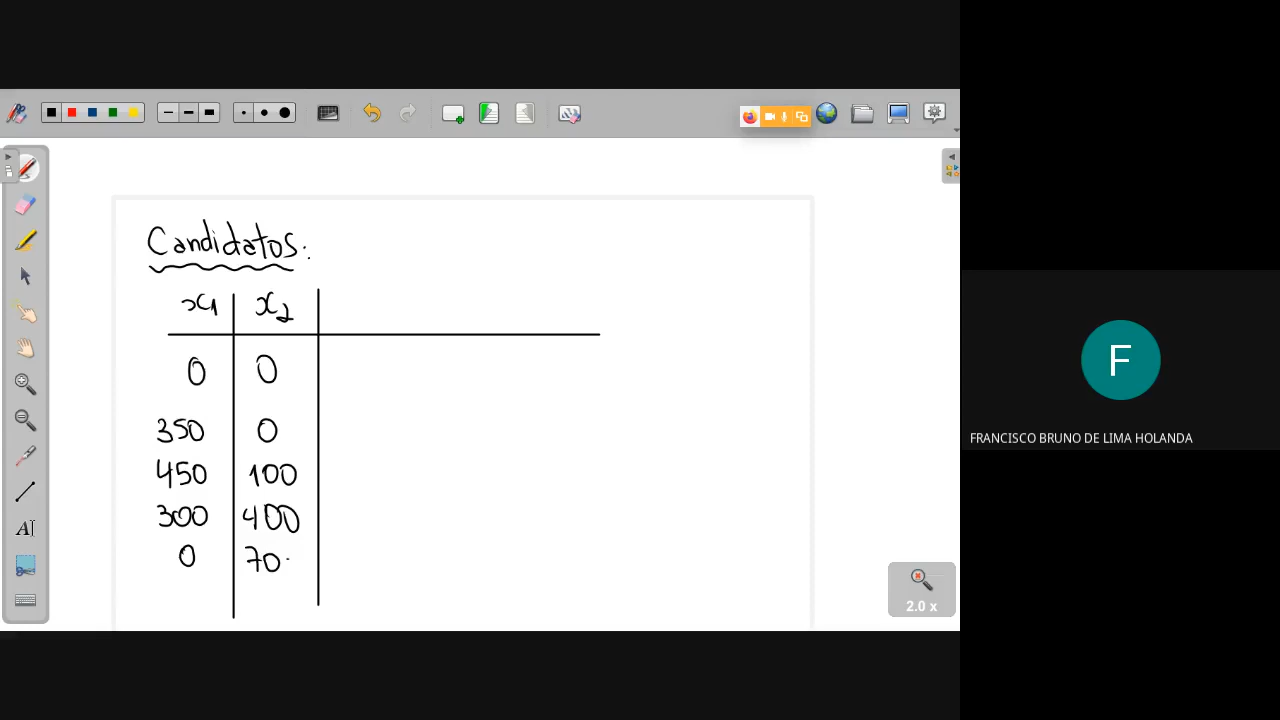 Candidatos:
x1 x2
0 0
350 0
450 100
300 400
0 70
A
2.0 x
F
FRANCISCO BRUNO DE LIMA HOLANDA